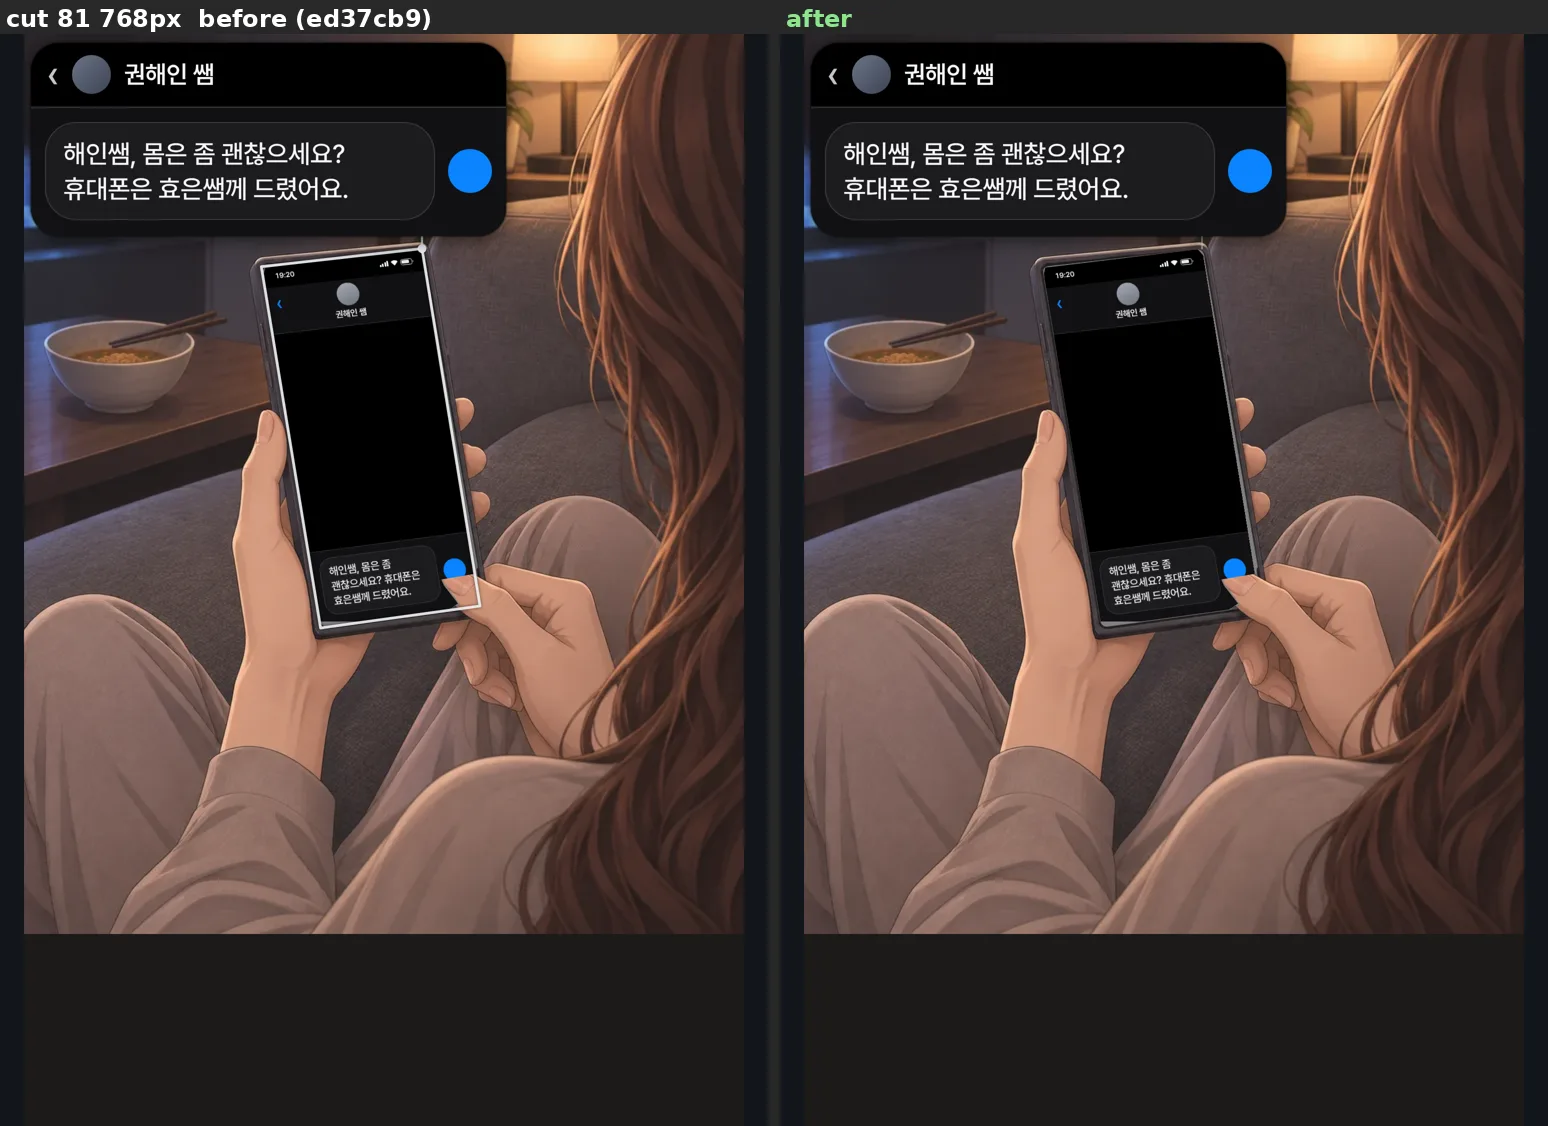 cut 81 768px  before (ed37cb9)
after
권해인 쌤
해인쌤, 몸은 좀 괜찮으세요?
휴대폰은 효은쌤께 드렸어요.
19:20
권해인 쌤
해인쌤, 몸은 좀
괜찮으세요? 휴대폰은
효은쌤께 드렸어요.
권해인 쌤
해인쌤, 몸은 좀 괜찮으세요?
휴대폰은 효은쌤께 드렸어요.
19:20
권해인 쌤
해인쌤, 몸은 좀
괜찮으세요? 휴대폰은
효은쌤께 드렸어요.